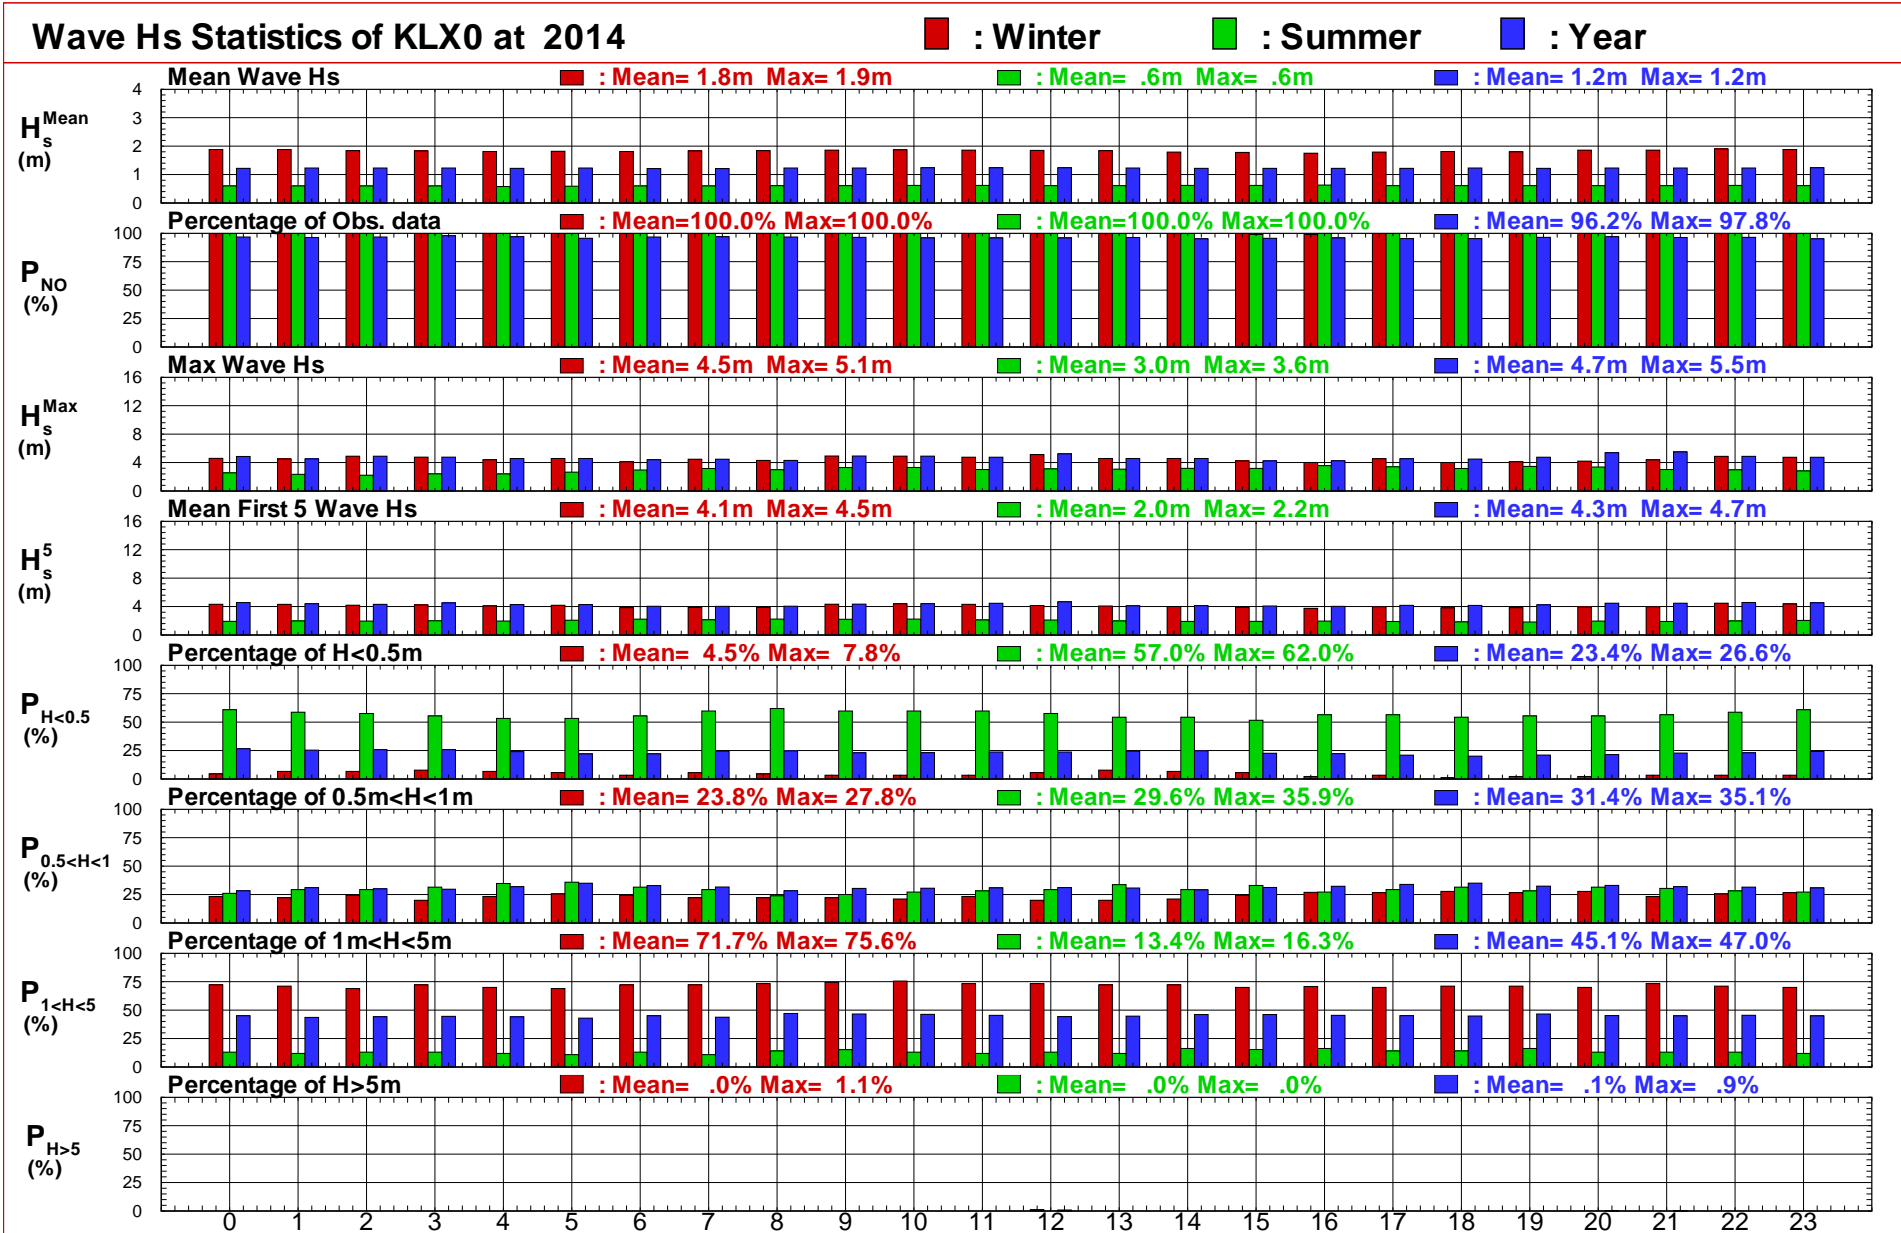 Wave Hs Statistics of KLX0 at 2014 : Winter : Summer : Year
Mean Wave Hs : Mean= 1.8m Max= 1.9m : Mean= .6m Max= .6m : Mean= 1.2m Max= 1.2m
H_s^Mean (m)
4
3
2
1
0
Percentage of Obs. data : Mean=100.0% Max=100.0% : Mean=100.0% Max=100.0% : Mean= 96.2% Max= 97.8%
P_NO (%)
100
75
50
25
0
Max Wave Hs : Mean= 4.5m Max= 5.1m : Mean= 3.0m Max= 3.6m : Mean= 4.7m Max= 5.5m
H_s^Max (m)
16
12
8
4
0
Mean First 5 Wave Hs : Mean= 4.1m Max= 4.5m : Mean= 2.0m Max= 2.2m : Mean= 4.3m Max= 4.7m
H_s^5 (m)
16
12
8
4
0
Percentage of H<0.5m : Mean= 4.5% Max= 7.8% : Mean= 57.0% Max= 62.0% : Mean= 23.4% Max= 26.6%
P_H<0.5 (%)
100
75
50
25
0
Percentage of 0.5m<H<1m : Mean= 23.8% Max= 27.8% : Mean= 29.6% Max= 35.9% : Mean= 31.4% Max= 35.1%
P_0.5<H<1 (%)
100
75
50
25
0
Percentage of 1m<H<5m : Mean= 71.7% Max= 75.6% : Mean= 13.4% Max= 16.3% : Mean= 45.1% Max= 47.0%
P_1<H<5 (%)
100
75
50
25
0
Percentage of H>5m : Mean= .0% Max= 1.1% : Mean= .0% Max= .0% : Mean= .1% Max= .9%
P_H>5 (%)
100
75
50
25
0
0 1 2 3 4 5 6 7 8 9 10 11 12 13 14 15 16 17 18 19 20 21 22 23